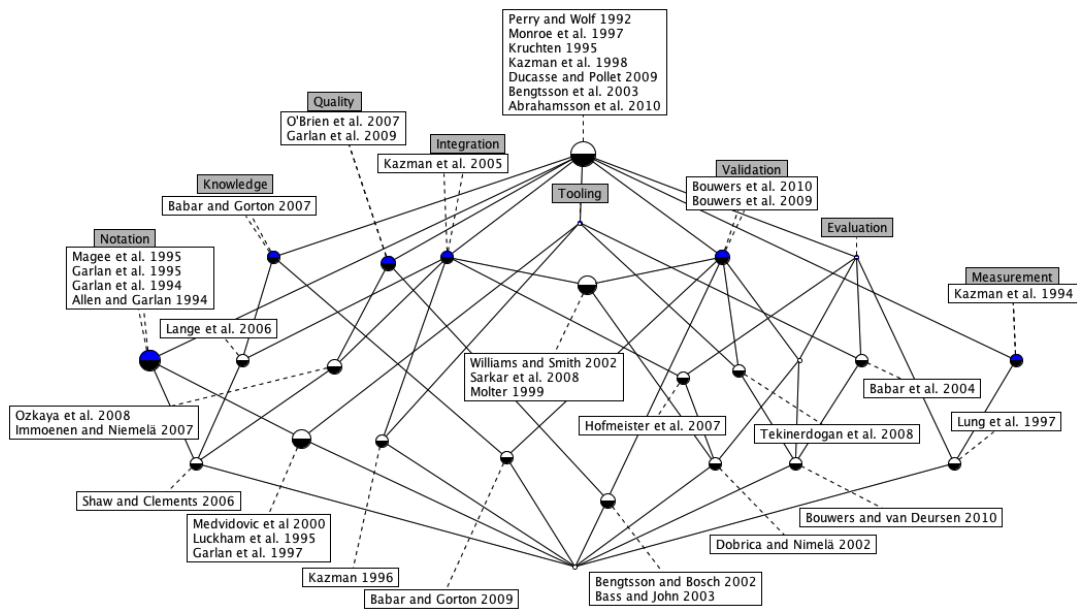 Perry and Wolf 1992
Monroe et al. 1997
Kruchten 1995
Kazman et al. 1998
Ducasse and Pollet 2009
Bengtsson et al. 2003
Abrahamsson et al. 2010
Quality
O'Brien et al. 2007
Garlan et al. 2009
Integration
Kazman et al. 2005
Validation
Bouwers et al. 2010
Bouwers et al. 2009
Knowledge
Babar and Gorton 2007
Tooling
Evaluation
Notation
Magee et al. 1995
Garlan et al. 1995
Garlan et al. 1994
Allen and Garlan 1994
Measurement
Kazman et al. 1994
Lange et al. 2006
Williams and Smith 2002
Sarkar et al. 2008
Molter 1999
Babar et al. 2004
Ozkaya et al. 2008
Immoenen and Niemelä 2007
Hofmeister et al. 2007
Tekinerdogan et al. 2008
Lung et al. 1997
Shaw and Clements 2006
Medvidovic et al 2000
Luckham et al. 1995
Garlan et al. 1997
Bouwers and van Deursen 2010
Dobrica and Nimelä 2002
Kazman 1996
Babar and Gorton 2009
Bengtsson and Bosch 2002
Bass and John 2003